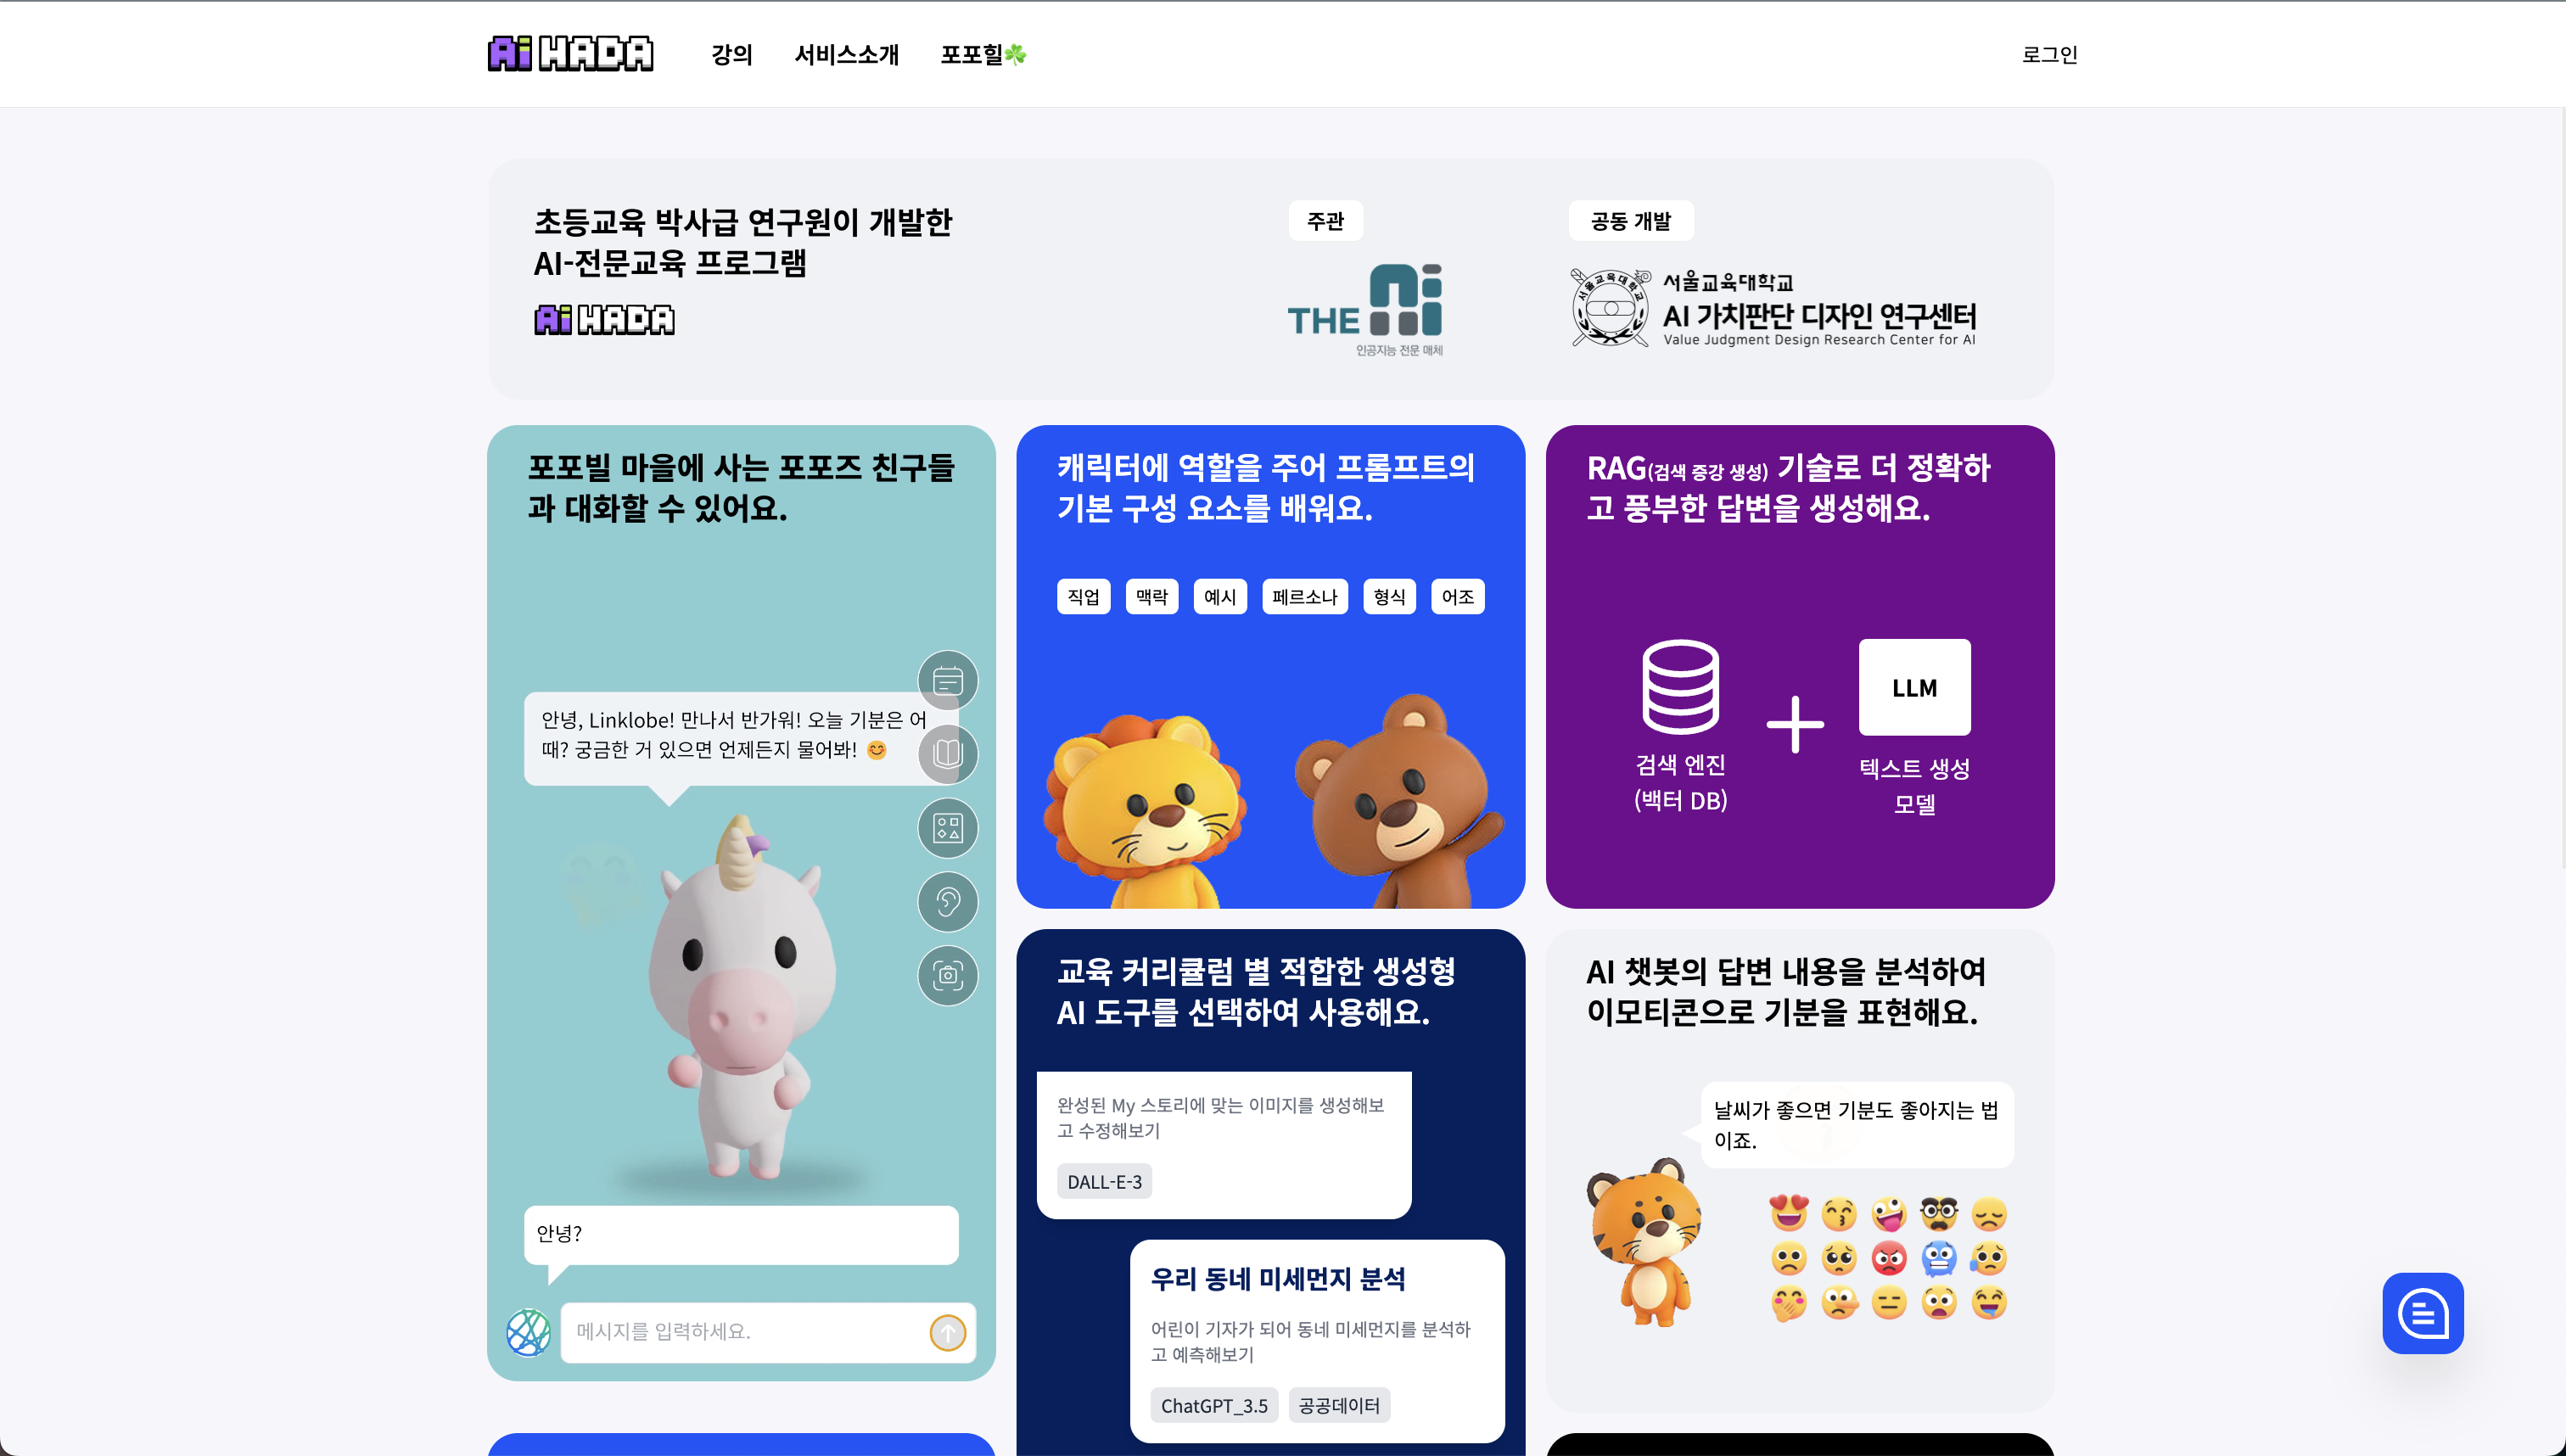 Ai HADA
강의
서비스소개
포포힐☘️
로그인
초등교육 박사급 연구원이 개발한
AI-전문교육 프로그램
Ai HADA
주관
THE Ai
인공지능 전문 매체
공동 개발
서울교육대학교
서울교육대학교
AI 가치판단 디자인 연구센터
Value Judgment Design Research Center for AI
포포빌 마을에 사는 포포즈 친구들
과 대화할 수 있어요.
안녕, Linklobe! 만나서 반가워! 오늘 기분은 어
때? 궁금한 거 있으면 언제든지 물어봐! 😊
안녕?
메시지를 입력하세요.
캐릭터에 역할을 주어 프롬프트의
기본 구성 요소를 배워요.
직업
맥락
예시
페르소나
형식
어조
RAG(검색 증강 생성) 기술로 더 정확하
고 풍부한 답변을 생성해요.
검색 엔진
(백터 DB)
LLM
텍스트 생성
모델
교육 커리큘럼 별 적합한 생성형
AI 도구를 선택하여 사용해요.
완성된 My 스토리에 맞는 이미지를 생성해보
고 수정해보기
DALL-E-3
우리 동네 미세먼지 분석
어린이 기자가 되어 동네 미세먼지를 분석하
고 예측해보기
ChatGPT_3.5
공공데이터
AI 챗봇의 답변 내용을 분석하여
이모티콘으로 기분을 표현해요.
날씨가 좋으면 기분도 좋아지는 법
이죠.